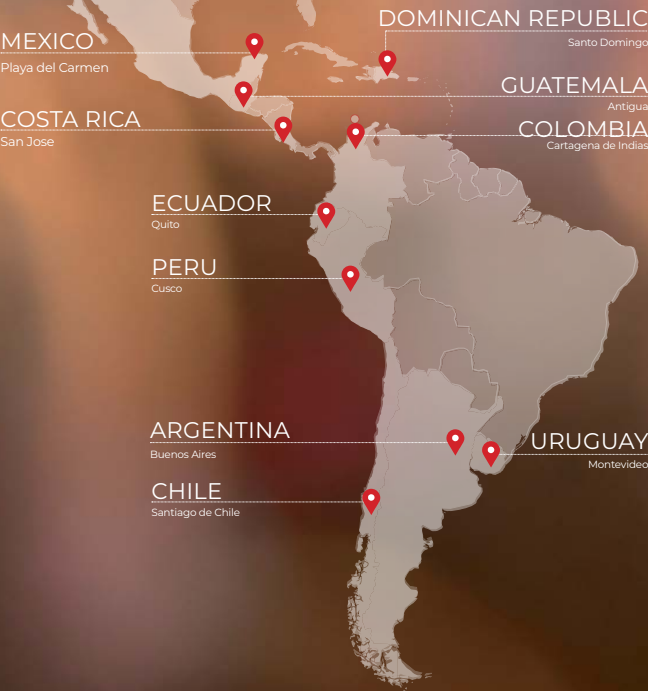 DOMINICAN REPUBLIC
Santo Domingo
MEXICO
Playa del Carmen
GUATEMALA
Antigua
COSTA RICA
San Jose
COLOMBIA
Cartagena de Indias
ECUADOR
Quito
PERU
Cusco
ARGENTINA
Buenos Aires
URUGUAY
Montevideo
CHILE
Santiago de Chile